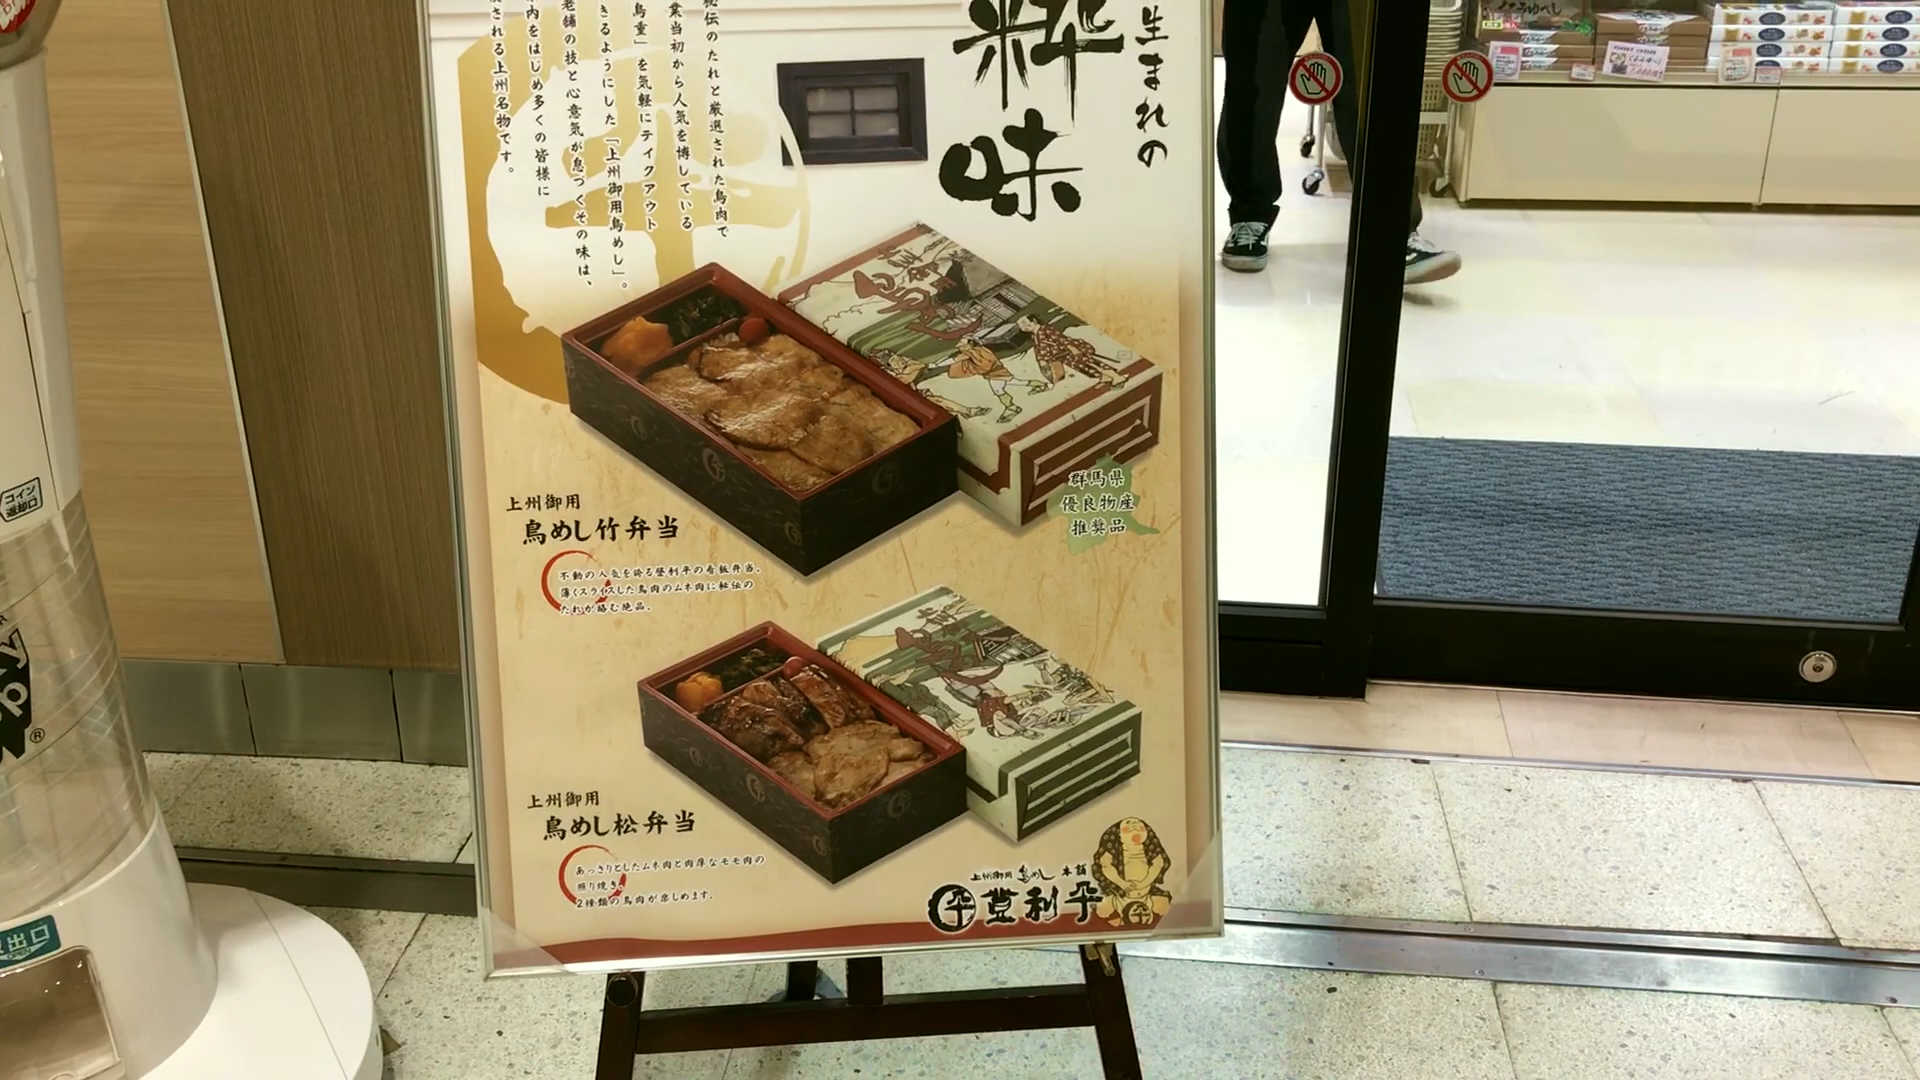 生まれの
粋
味
秘伝のたれと厳選された鳥肉で
業当初から人気を博している
鳥重」を気軽にテイクアウト
きるようにした「上州御用鳥めし」。
老舗の技と心意気が息づくその味は、
内をはじめ多くの皆様に
される上州名物です。
群馬県
優良物産
推奨品
上州御用
鳥めし竹弁当
不動の人気を誇る登利平の看板弁当。
薄くスライスした鳥肉のムネ肉に秘伝の
たれが絡む絶品。
上州御用
鳥めし松弁当
あっさりとしたムネ肉と肉厚なモモ肉の
照り焼き。
2種類の鳥肉が楽しめます。
上州御用 鳥めし 本舗
登利平
コイン
返却口
出口
OPEN